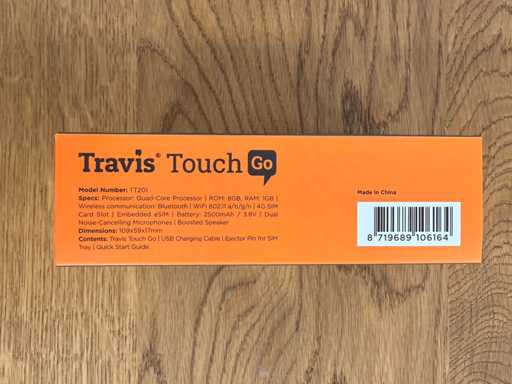 Travis® Touch Go
Model Number: TT201
Specs: Processor: Quad-Core Processor | ROM: 8GB, RAM: 1GB |
Wireless communication: Bluetooth | WiFi 802.11 a/b/g/n | 4G SIM
Card Slot | Embedded eSIM | Battery: 2500mAh / 3.8V | Dual
Noise-Cancelling Microphones | Boosted Speaker
Dimensions: 109x59x17mm
Contents: Travis Touch Go | USB Charging Cable | Ejector Pin for SIM
Tray | Quick Start Guide
Made in China
8 719689 106164